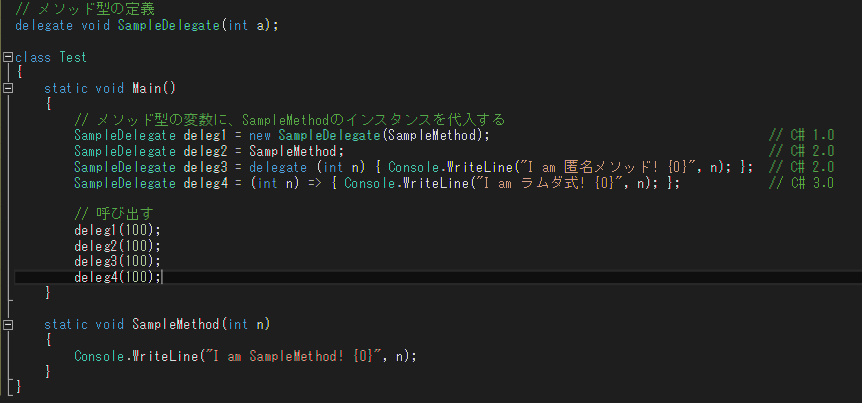 // メソッド型の定義
delegate void SampleDelegate(int a);
class Test
{
static void Main()
{
// メソッド型の変数に、SampleMethodのインスタンスを代入する
SampleDelegate deleg1 = new SampleDelegate(SampleMethod); // C# 1.0
SampleDelegate deleg2 = SampleMethod; // C# 2.0
SampleDelegate deleg3 = delegate (int n) { Console.WriteLine("I am 匿名メソッド! {0}", n); }; // C# 2.0
SampleDelegate deleg4 = (int n) => { Console.WriteLine("I am ラムダ式! {0}", n); }; // C# 3.0
// 呼び出す
deleg1(100);
deleg2(100);
deleg3(100);
deleg4(100);
}
static void SampleMethod(int n)
{
Console.WriteLine("I am SampleMethod! {0}", n);
}
}